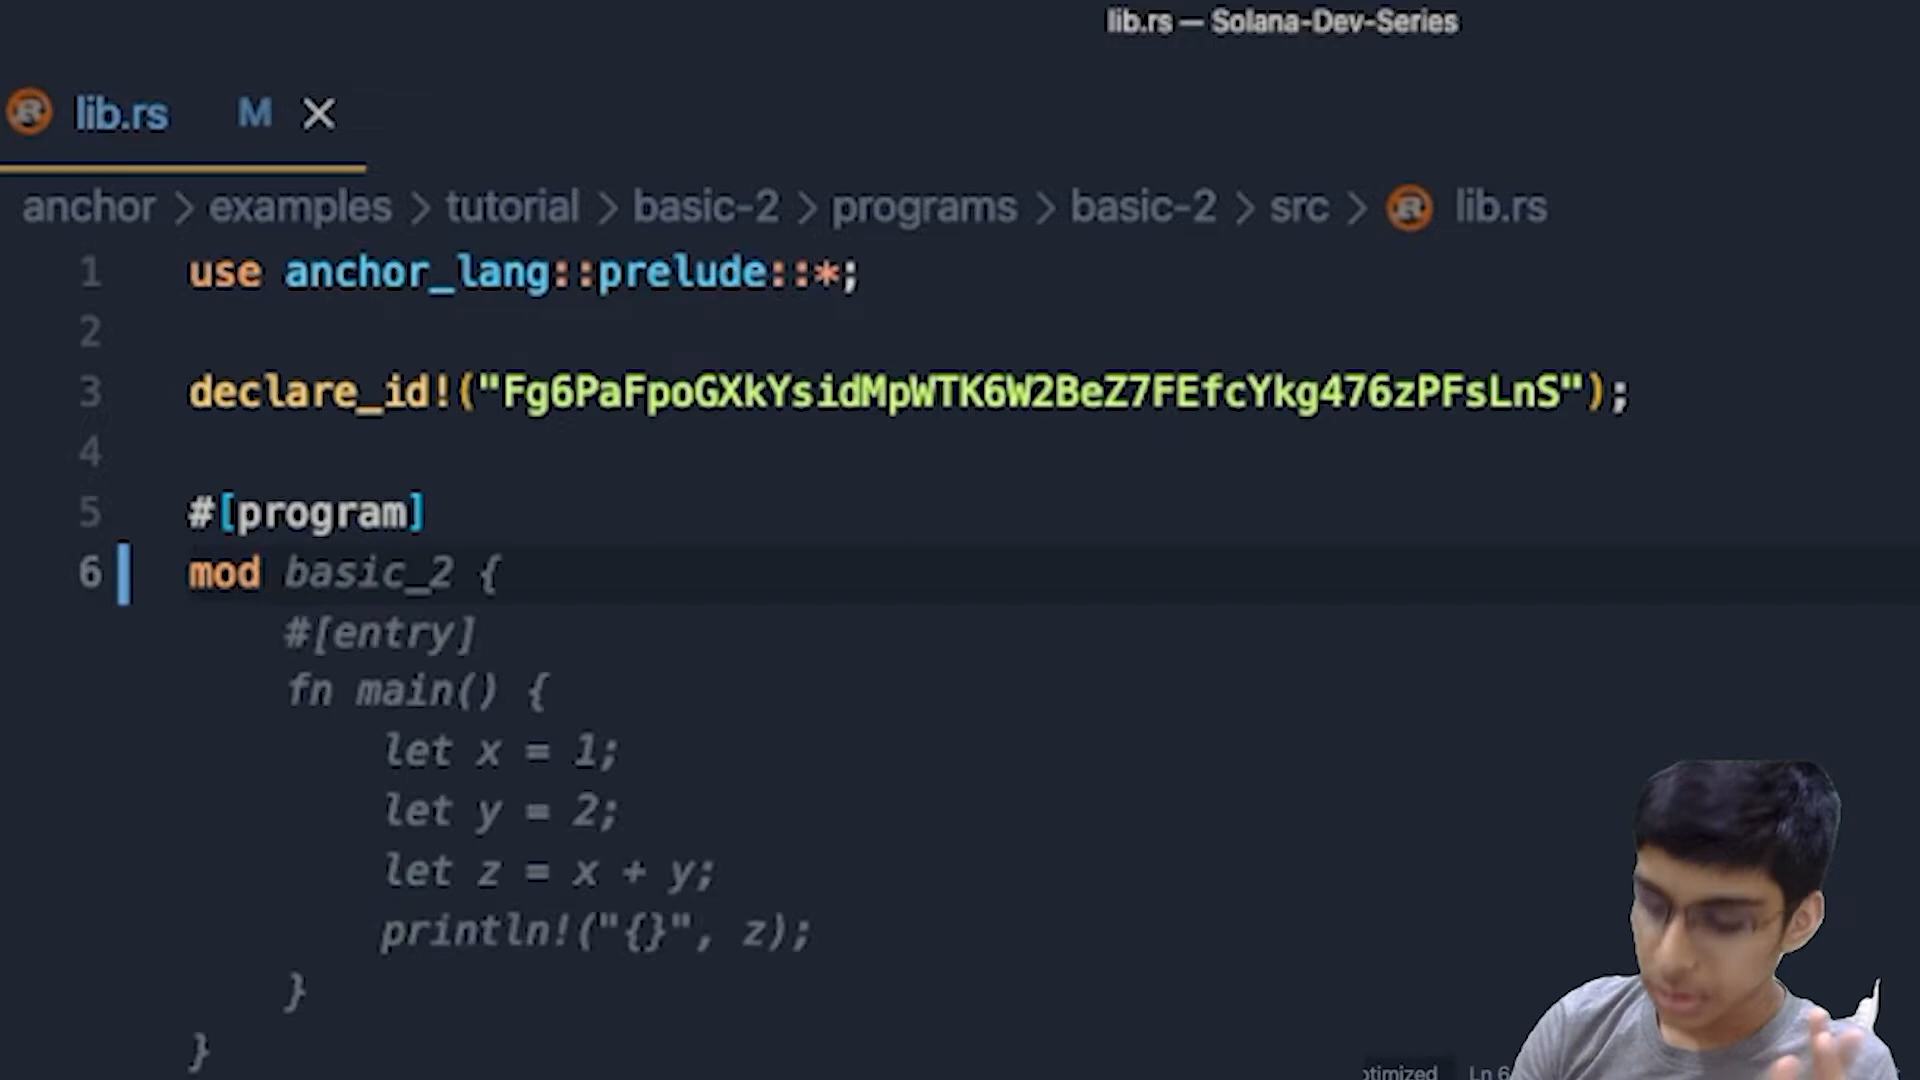 lib.rs — Solana-Dev-Series
lib.rs M
anchor > examples > tutorial > basic-2 > programs > basic-2 > src > lib.rs
1 use anchor_lang::prelude::*;
2
3 declare_id!("Fg6PaFpoGXkYsidMpWTK6W2BeZ7FEfcYkg476zPFsLnS");
4
5 #[program]
6 mod basic_2 {
#[entry]
fn main() {
let x = 1;
let y = 2;
let z = x + y;
println!("{}", z);
}
}
Ln 6